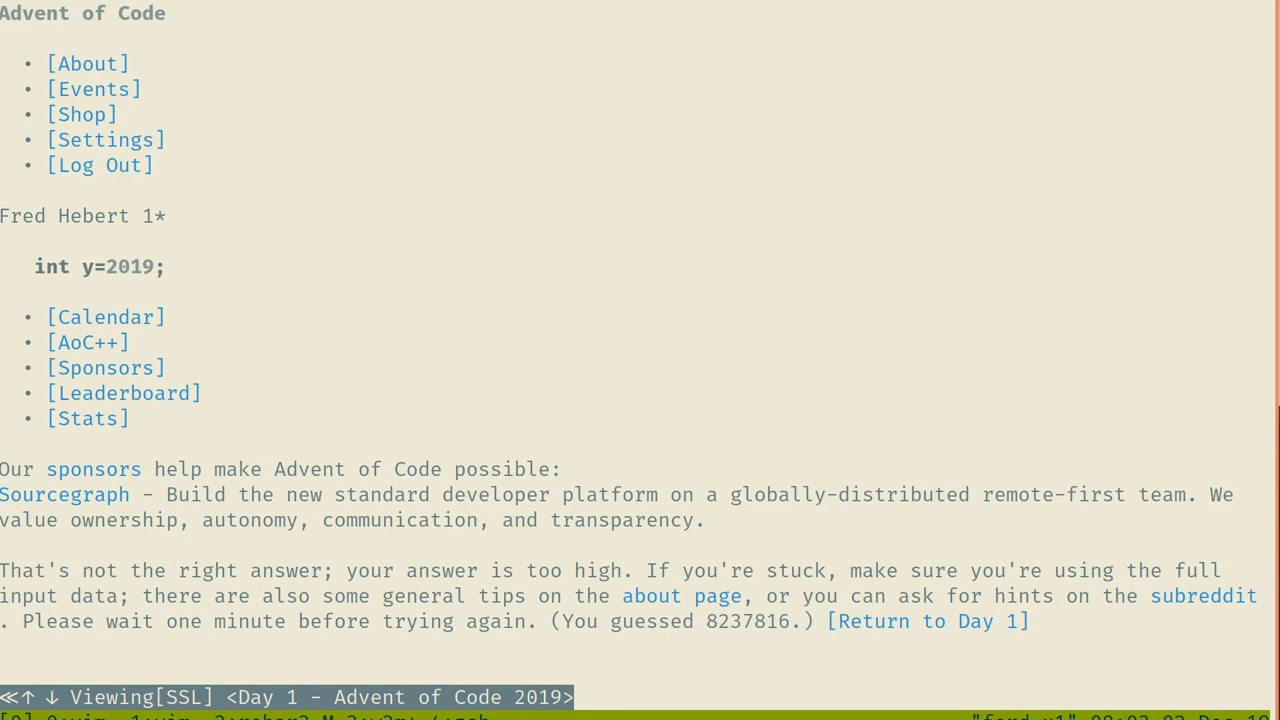 Advent of Code
• [About]
• [Events]
• [Shop]
• [Settings]
• [Log Out]
Fred Hebert 1*
int y=2019;
• [Calendar]
• [AoC++]
• [Sponsors]
• [Leaderboard]
• [Stats]
Our sponsors help make Advent of Code possible:
Sourcegraph - Build the new standard developer platform on a globally-distributed remote-first team. We
value ownership, autonomy, communication, and transparency.
That's not the right answer; your answer is too high. If you're stuck, make sure you're using the full
input data; there are also some general tips on the about page, or you can ask for hints on the subreddit
. Please wait one minute before trying again. (You guessed 8237816.) [Return to Day 1]
≪↑ ↓ Viewing[SSL] <Day 1 - Advent of Code 2019>